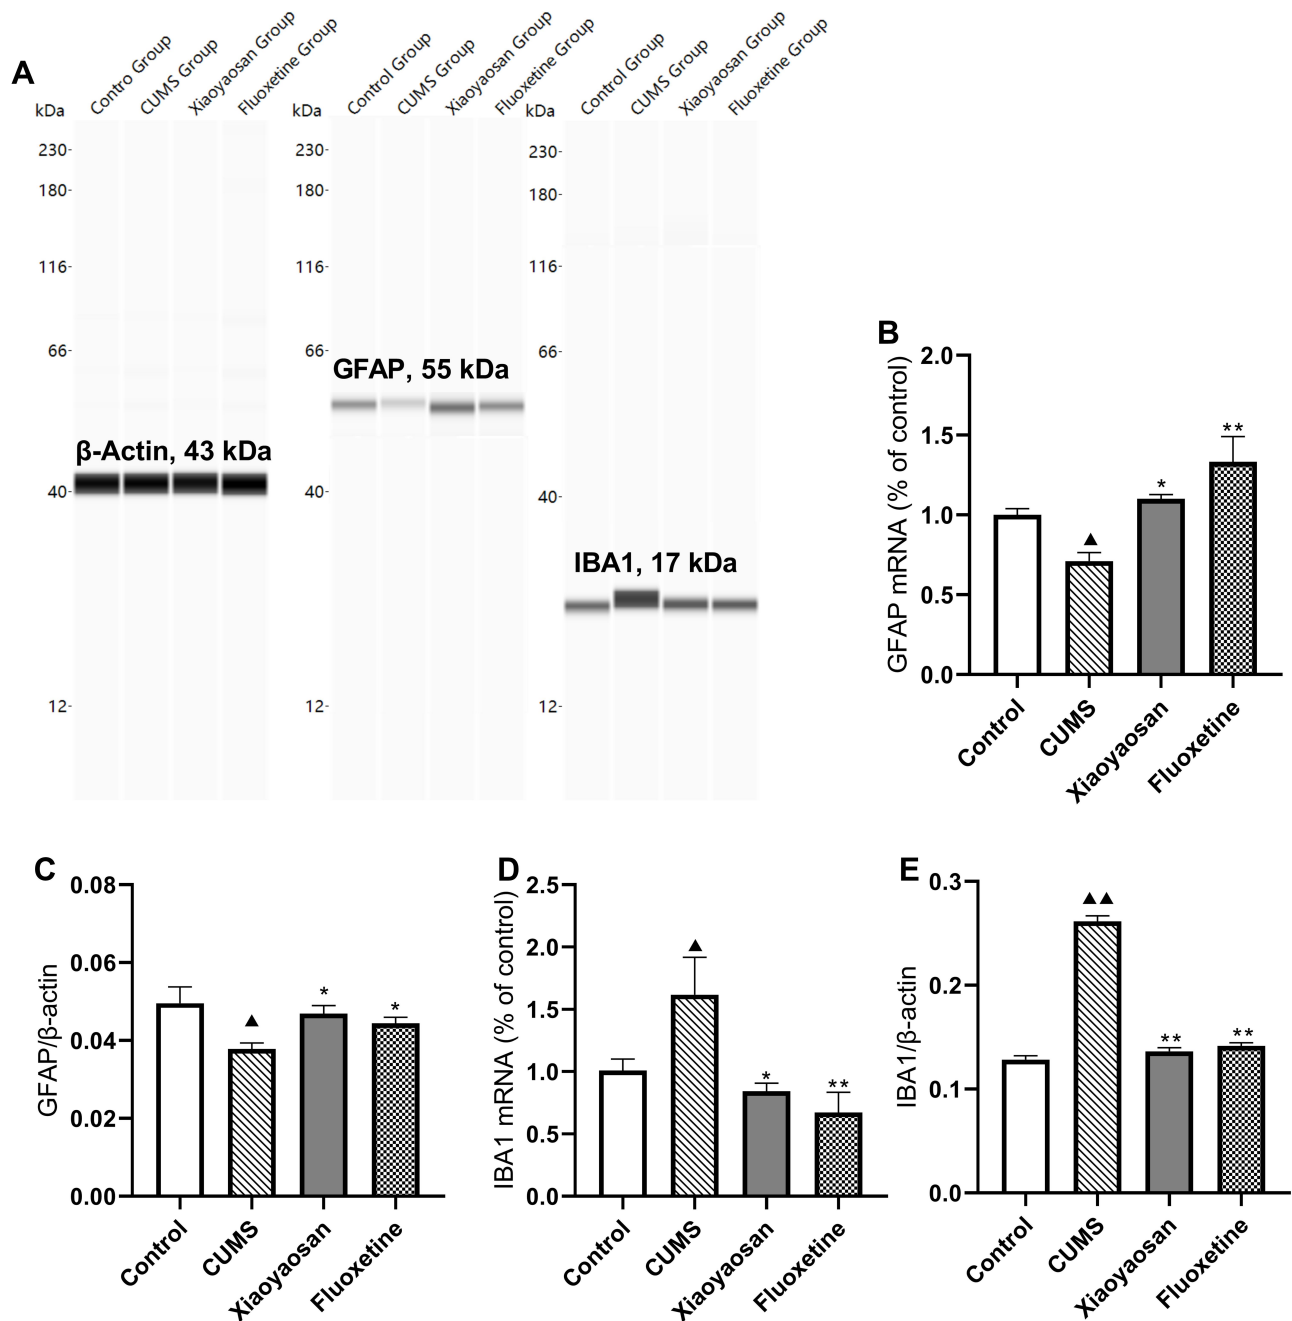 A
Contro Group
CUMS Group
Xiaoyaosan Group
Fluoxetine Group
kDa
230-
180-
116-
66-
40-
12-
β-Actin, 43 kDa
Control Group
CUMS Group
Xiaoyaosan Group
Fluoxetine Group
kDa
230-
180-
116-
66-
40-
12-
GFAP, 55 kDa
Control Group
CUMS Group
Xiaoyaosan Group
Fluoxetine Group
kDa
230-
180-
116-
66-
40-
12-
IBA1, 17 kDa
B
GFAP mRNA (% of control)
2.0
1.5
1.0
0.5
0.0
▲
*
**
Control
CUMS
Xiaoyaosan
Fluoxetine
C
GFAP/β-actin
0.08
0.06
0.04
0.02
0.00
▲
*
*
Control
CUMS
Xiaoyaosan
Fluoxetine
D
IBA1 mRNA (% of control)
2.5
2.0
1.5
1.0
0.5
0.0
▲
*
**
Control
CUMS
Xiaoyaosan
Fluoxetine
E
IBA1/β-actin
0.3
0.2
0.1
0.0
▲▲
**
**
Control
CUMS
Xiaoyaosan
Fluoxetine